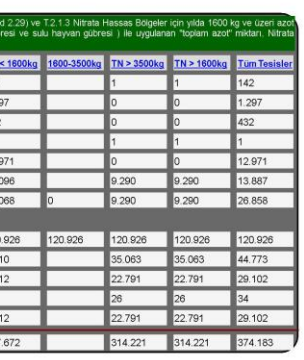 2.29) ve T.2.1.3 Nitrata Hassas Bölgeler için yılda 1600 kg ve üzeri azot
ve sulu hayvan gübresi ) ile uygulanan "toplam azot" miktarı. Nitrata
< 1600kg 1600-3500kg TN > 3500kg TN > 1600kg Tüm Tesisler
1 1 142
97 0 0 1.297
0 0 432
1 1 1
971 0 0 12.971
096 9.290 9.290 13.887
068 0 9.290 9.290 26.858
0.926 120.926 120.926 120.926 120.926
10 35.063 35.063 44.773
12 22.791 22.791 29.102
26 26 34
12 22.791 22.791 29.102
.672 314.221 314.221 374.183